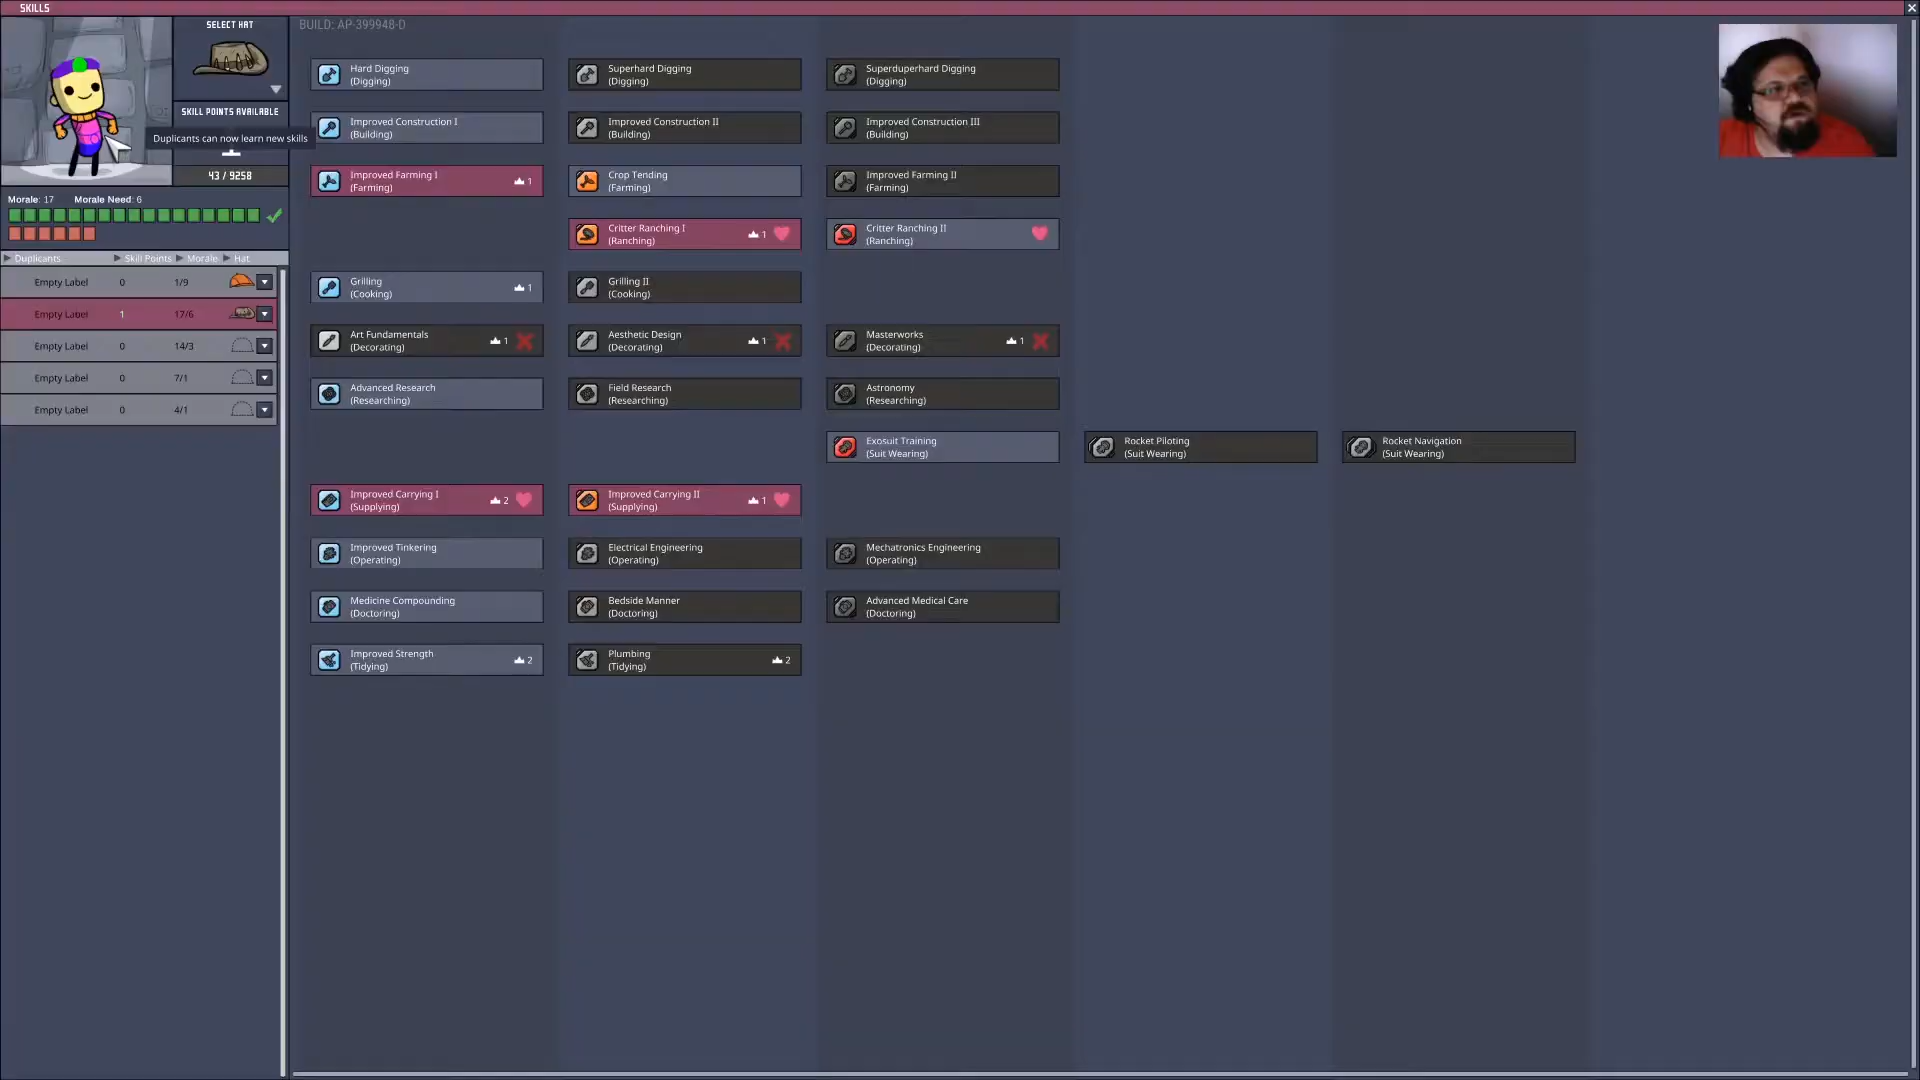 SKILLS
SELECT HAT
BUILD: AP-399948-D
SKILL POINTS AVAILABLE
Duplicants can now learn new skills
43 / 9258
Morale: 17 Morale Need: 6
Duplicants Skill Points Morale Hat
Empty Label 0 1/9
Empty Label 1 17/6
Empty Label 0 14/3
Empty Label 0 7/1
Empty Label 0 4/1
Hard Digging
(Digging)
Superhard Digging
(Digging)
Superduperhard Digging
(Digging)
Improved Construction I
(Building)
Improved Construction II
(Building)
Improved Construction III
(Building)
Improved Farming I
(Farming)
1
Crop Tending
(Farming)
Improved Farming II
(Farming)
Critter Ranching I
(Ranching)
1
Critter Ranching II
(Ranching)
Grilling
(Cooking)
1
Grilling II
(Cooking)
Art Fundamentals
(Decorating)
1
Aesthetic Design
(Decorating)
1
Masterworks
(Decorating)
1
Advanced Research
(Researching)
Field Research
(Researching)
Astronomy
(Researching)
Exosuit Training
(Suit Wearing)
Rocket Piloting
(Suit Wearing)
Rocket Navigation
(Suit Wearing)
Improved Carrying I
(Supplying)
2
Improved Carrying II
(Supplying)
1
Improved Tinkering
(Operating)
Electrical Engineering
(Operating)
Mechatronics Engineering
(Operating)
Medicine Compounding
(Doctoring)
Bedside Manner
(Doctoring)
Advanced Medical Care
(Doctoring)
Improved Strength
(Tidying)
2
Plumbing
(Tidying)
2